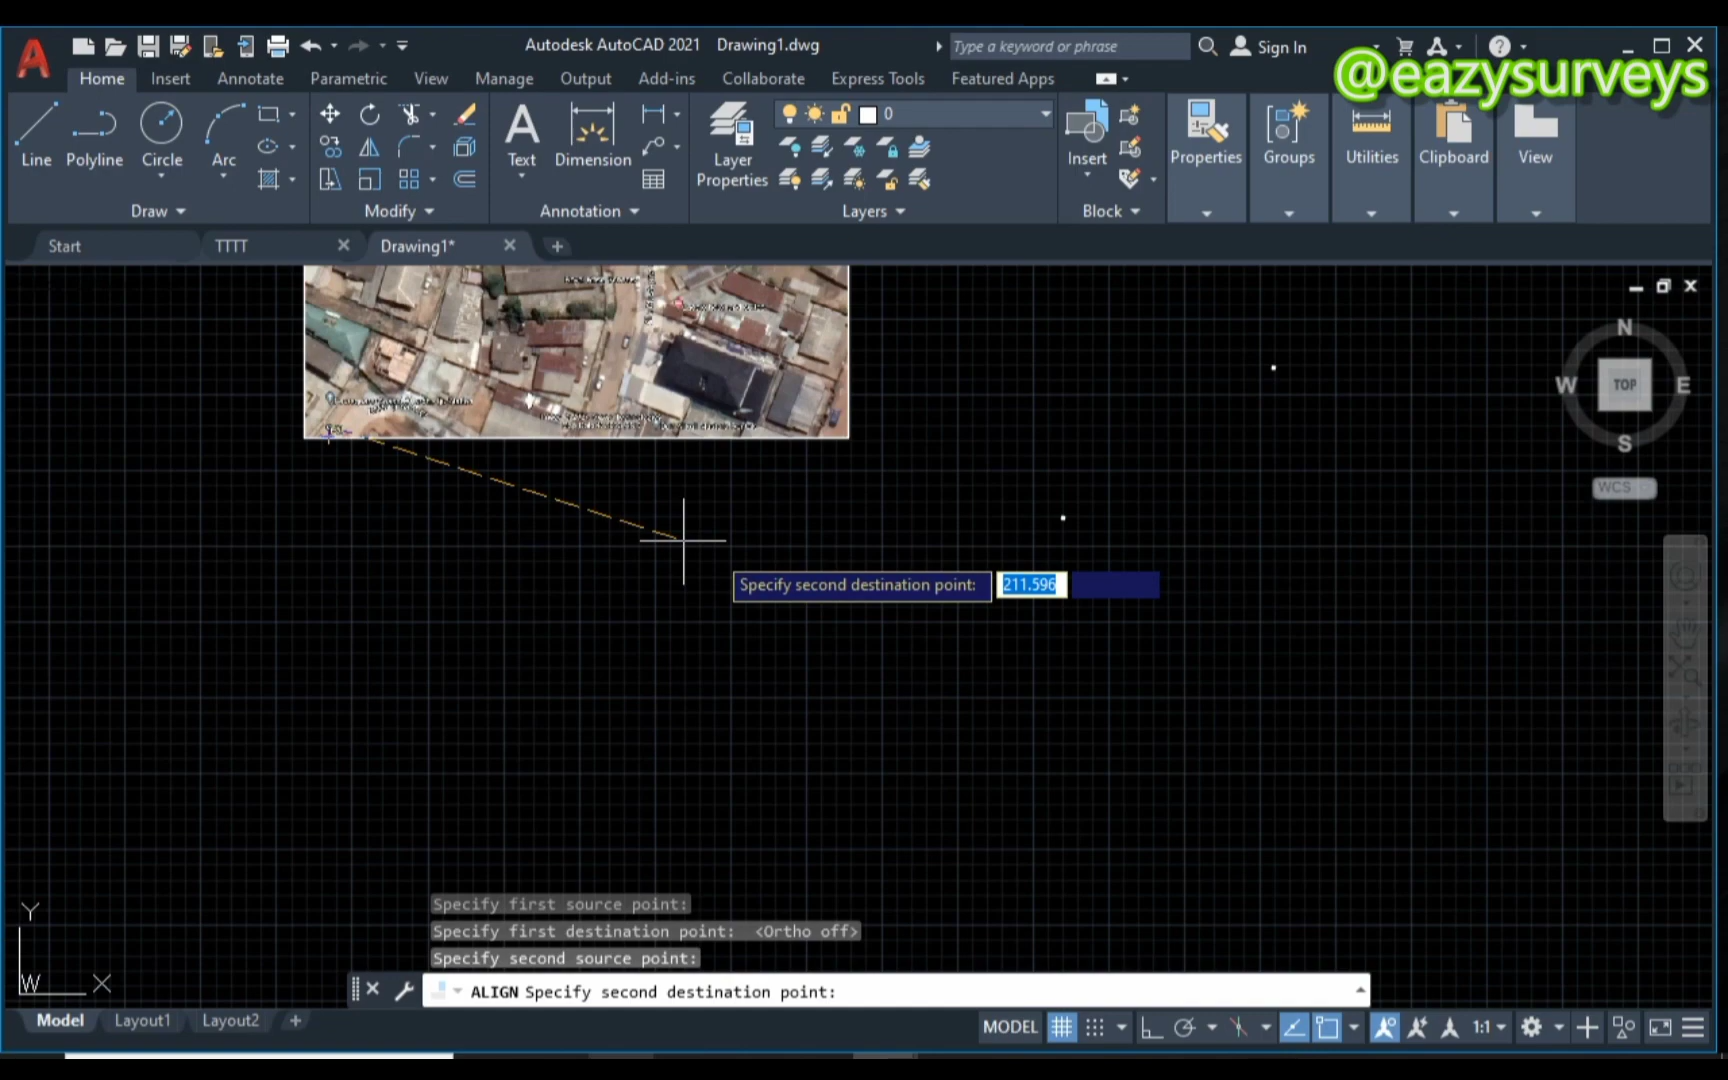 Autodesk AutoCAD 2021 Drawing1.dwg
Type a keyword or phrase
Sign In
@eazysurveys
Home Insert Annotate Parametric View Manage Output Add-ins Collaborate Express Tools Featured Apps
0
Line Polyline Circle Arc
Text Dimension
Layer Properties
Insert
Properties Groups Utilities Clipboard View
Draw Modify Annotation Layers Block
Start TTTT Drawing1*
N
W TOP E
S
WCS
Specify second destination point: 211.596
Specify first source point:
Specify first destination point: <Ortho off>
Specify second source point:
ALIGN Specify second destination point:
Y
W X
Model Layout1 Layout2
MODEL 1:1